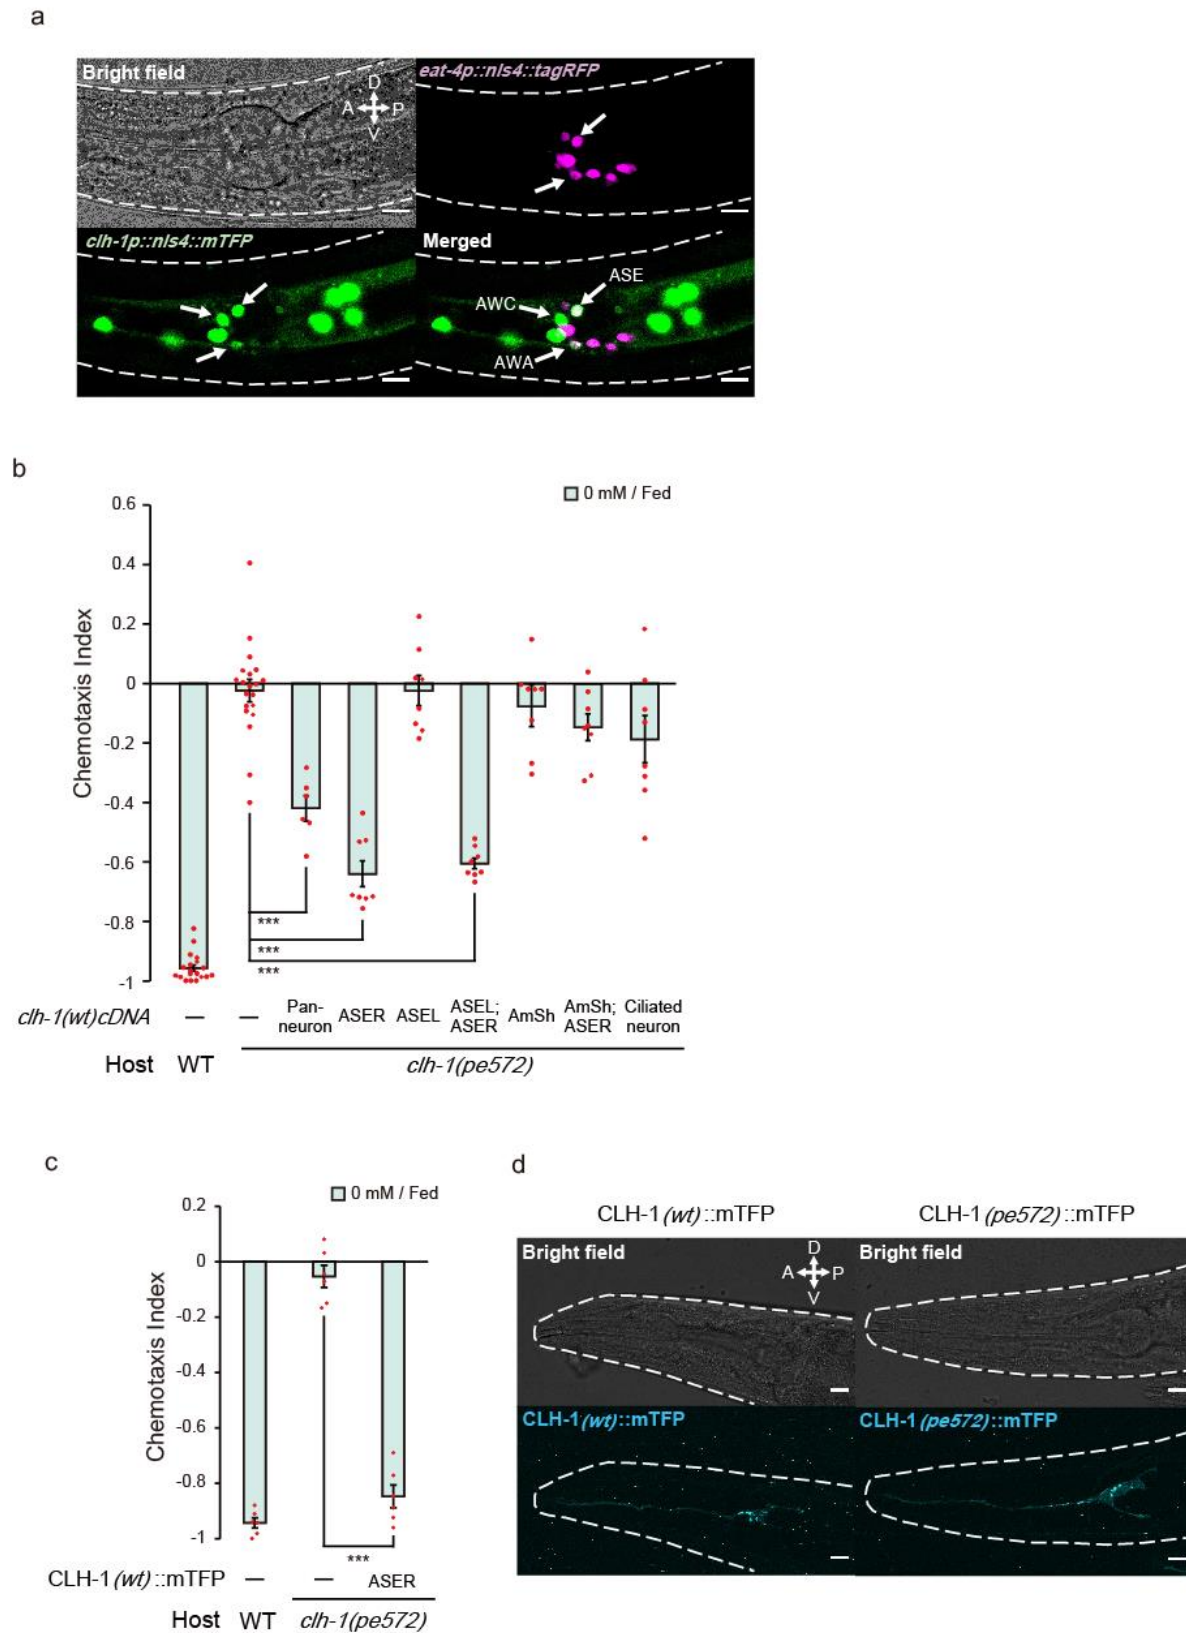 a
Bright field
D
A P
V
eat-4p::nls4::tagRFP
clh-1p::nls4::mTFP
Merged
ASE
AWC
AWA
b
0 mM / Fed
Chemotaxis Index
0.6
0.4
0.2
0
-0.2
-0.4
-0.6
-0.8
-1
***
***
***
clh-1(wt)cDNA — — Pan-neuron ASER ASEL ASEL;ASER AmSh AmSh;ASER Ciliated neuron
Host WT clh-1(pe572)
c
0 mM / Fed
Chemotaxis Index
0.2
0
-0.2
-0.4
-0.6
-0.8
-1
***
CLH-1(wt)::mTFP — — ASER
Host WT clh-1(pe572)
d
CLH-1(wt)::mTFP CLH-1(pe572)::mTFP
Bright field
D
A P
V
Bright field
CLH-1(wt)::mTFP
CLH-1(pe572)::mTFP